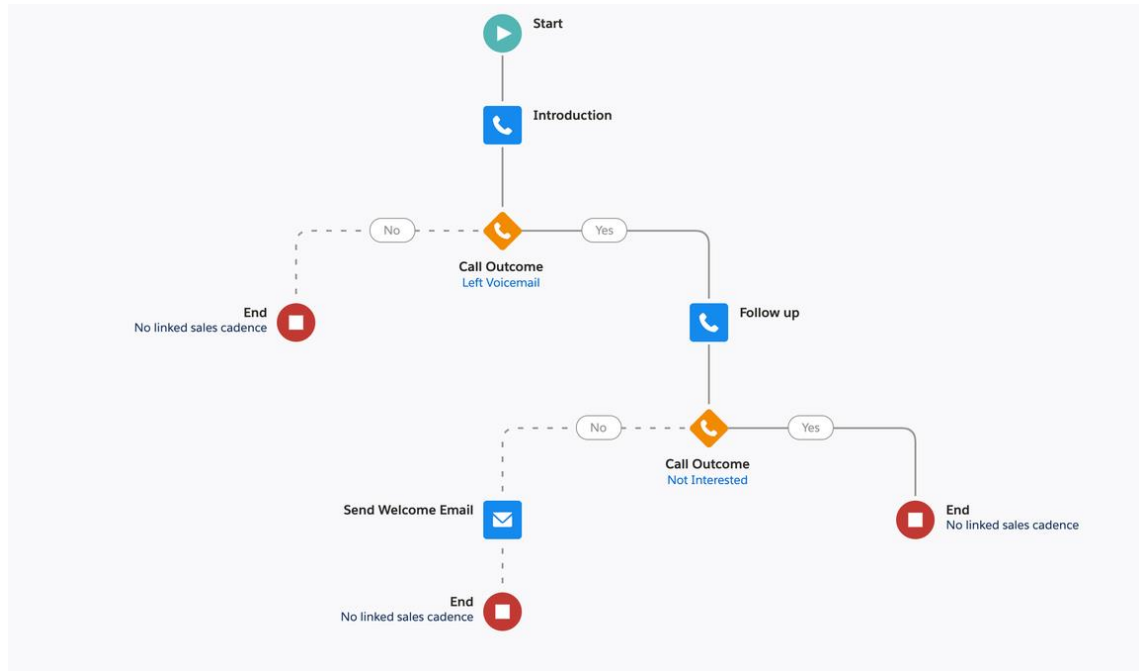 Start
Introduction
No
Yes
Call Outcome
Left Voicemail
End
No linked sales cadence
Follow up
No
Yes
Call Outcome
Not Interested
Send Welcome Email
End
No linked sales cadence
End
No linked sales cadence